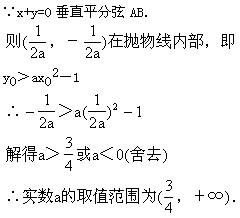 ∵x+y=0垂直平分弦AB.
则(1/2a, -1/2a)在抛物线内部，即
y₀>ax₀²-1
∴-1/2a>a(1/2a)²-1
解得a>3/4或a<0(舍去)
∴实数a的取值范围为(3/4, +∞).